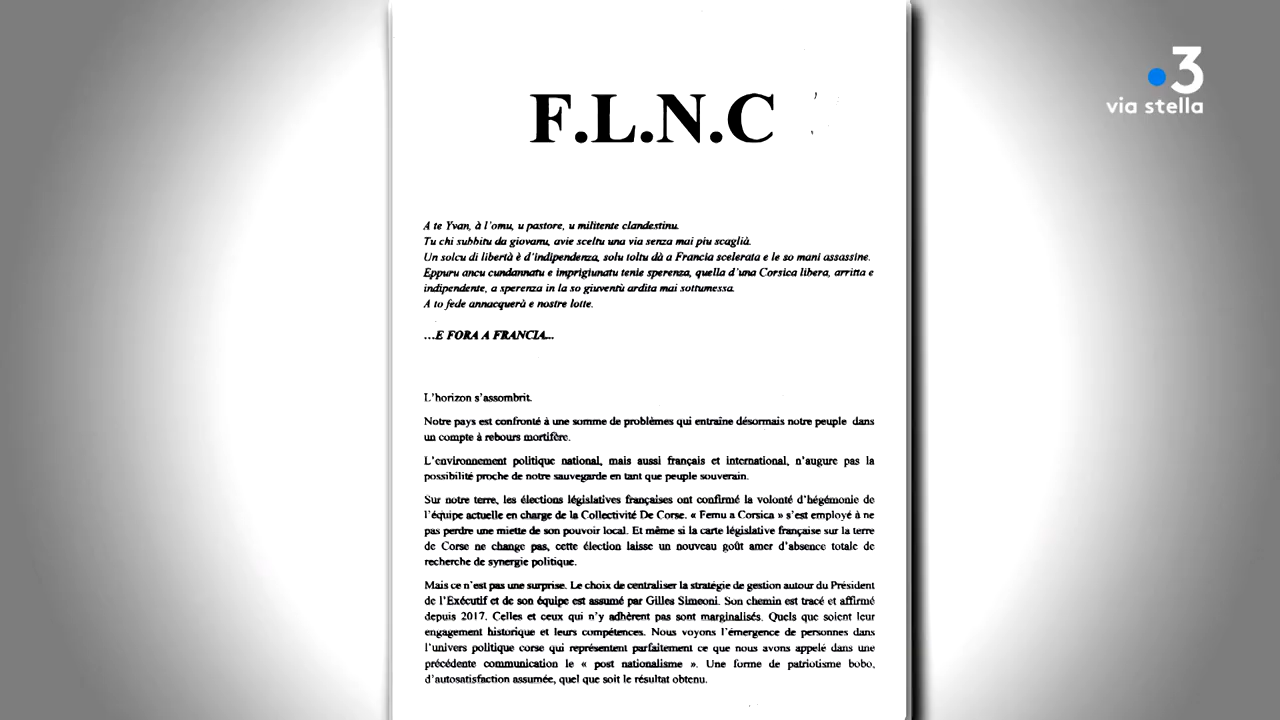 3
via stella
F.L.N.C
A te Yvan, à l'omu, u pastore, u militente clandestinu.
Tu chi subbitu da giovanu, avie sceltu una via senza mai piu scaglià.
Un solcu di libertà è d'indipendenza, solu toltu dà a Francia scelerata e le so mani assassine.
Eppuru ancu cundannatu e imprigiunatu tenie sperenza, quella d'una Corsica libera, arritta e
indipendente, a sperenza in la so giuventù ardita mai sottumessa.
A to fede annacquerà e nostre lotte.
...E FORA A FRANCIA...
L'horizon s'assombrit.
Notre pays est confronté à une somme de problèmes qui entraîne désormais notre peuple dans
un compte à rebours mortifère.
L'environnement politique national, mais aussi français et international, n'augure pas la
possibilité proche de notre sauvegarde en tant que peuple souverain.
Sur notre terre, les élections législatives françaises ont confirmé la volonté d'hégémonie de
l'équipe actuelle en charge de la Collectivité De Corse. « Femu a Corsica » s'est employé à ne
pas perdre une miette de son pouvoir local. Et même si la carte législative française sur la terre
de Corse ne change pas, cette élection laisse un nouveau goût amer d'absence totale de
recherche de synergie politique.
Mais ce n'est pas une surprise. Le choix de centraliser la stratégie de gestion autour du Président
de l'Exécutif et de son équipe est assumé par Gilles Simeoni. Son chemin est tracé et affirmé
depuis 2017. Celles et ceux qui n'y adhèrent pas sont marginalisés. Quels que soient leur
engagement historique et leurs compétences. Nous voyons l'émergence de personnes dans
l'univers politique corse qui représentent parfaitement ce que nous avons appelé dans une
précédente communication le « post nationalisme ». Une forme de patriotisme bobo,
d'autosatisfaction assumée, quel que soit le résultat obtenu.